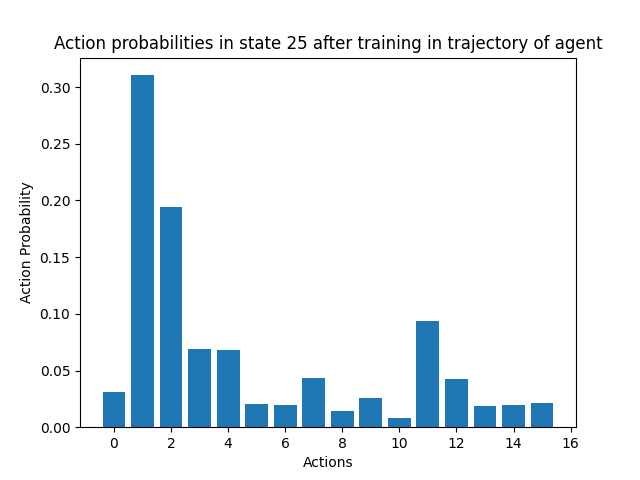 Action probabilities in state 25 after training in trajectory of agent
0.30
0.25
0.20
0.15
0.10
0.05
0.00
Action Probability
0 2 4 6 8 10 12 14 16
Actions